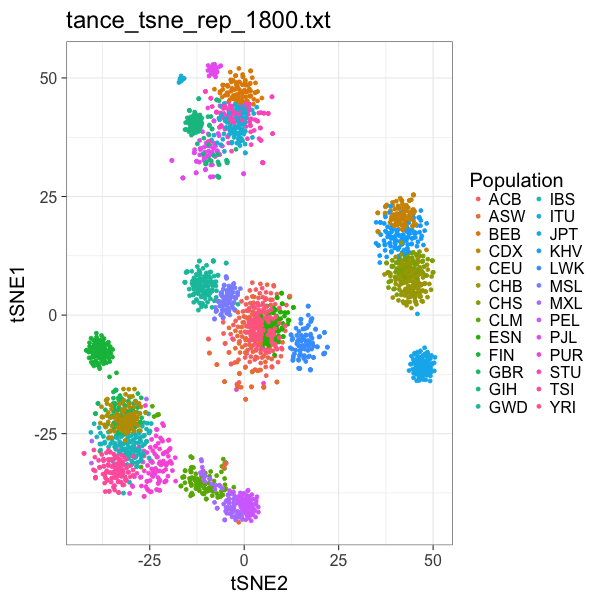 tance_tsne_rep_1800.txt
50
25
0
-25
-25
0
25
50
tSNE1
tSNE2
Population
ACB IBS
ASW ITU
BEB JPT
CDX KHV
CEU LWK
CHB MSL
CHS MXL
CLM PEL
ESN PJL
FIN PUR
GBR STU
GIH TSI
GWD YRI